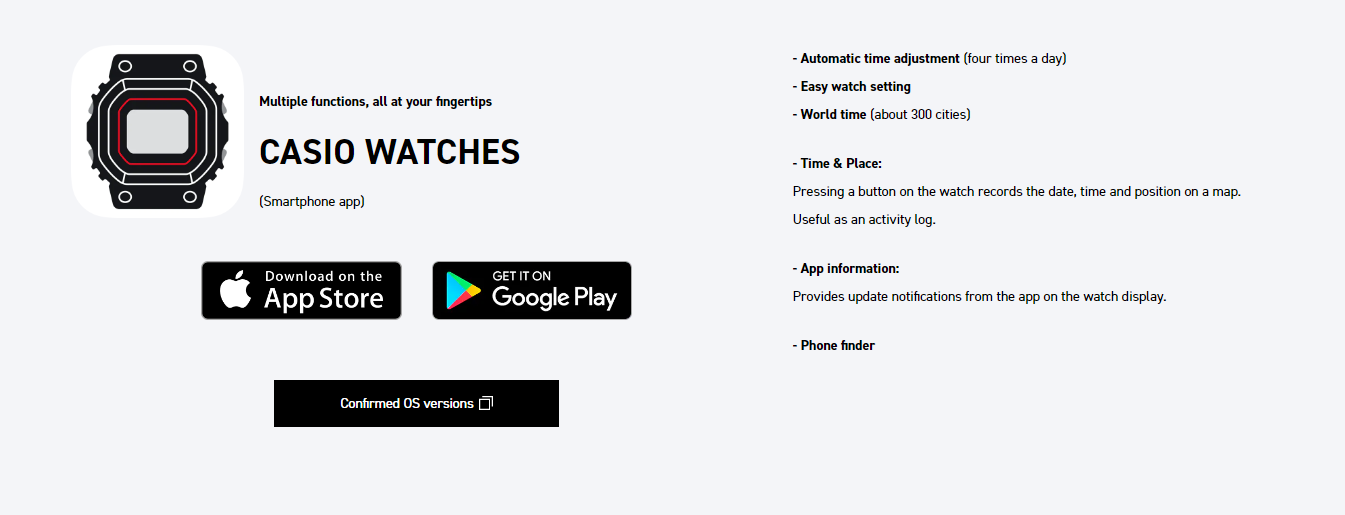 Multiple functions, all at your fingertips
CASIO WATCHES
(Smartphone app)
Download on the
App Store
GET IT ON
Google Play
Confirmed OS versions
- Automatic time adjustment (four times a day)
- Easy watch setting
- World time (about 300 cities)
- Time & Place:
Pressing a button on the watch records the date, time and position on a map.
Useful as an activity log.
- App information:
Provides update notifications from the app on the watch display.
- Phone finder